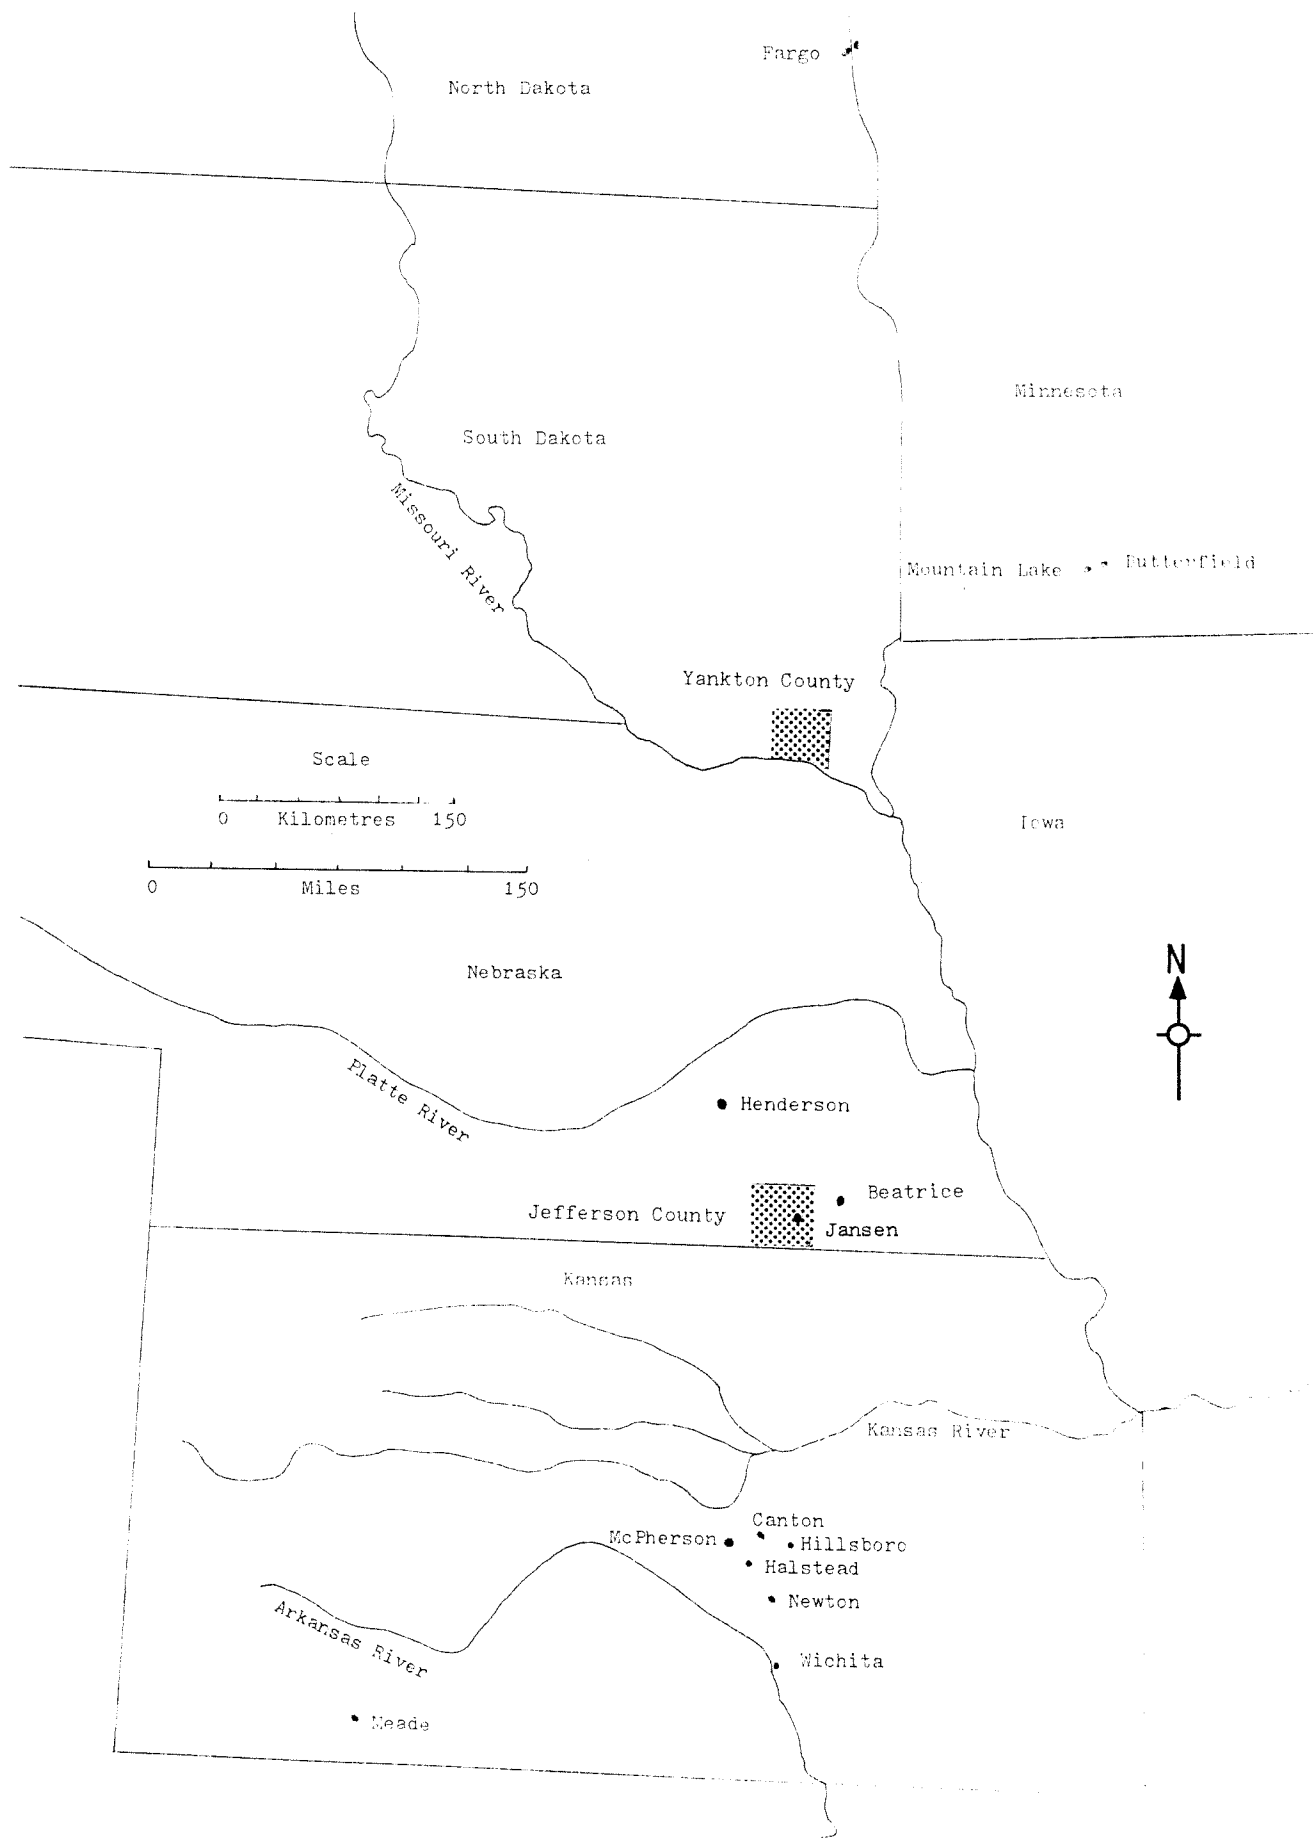 Fargo
North Dakota
Minnesota
South Dakota
Missouri River
Mountain Lake
Butterfield
Yankton County
Scale
0 Kilometres 150
Iowa
0 Miles 150
N
Nebraska
Platte River
Henderson
Beatrice
Jefferson County
Jansen
Kansas
Kansas River
Canton
McPherson
Hillsboro
Halstead
Newton
Arkansas River
Wichita
Meade